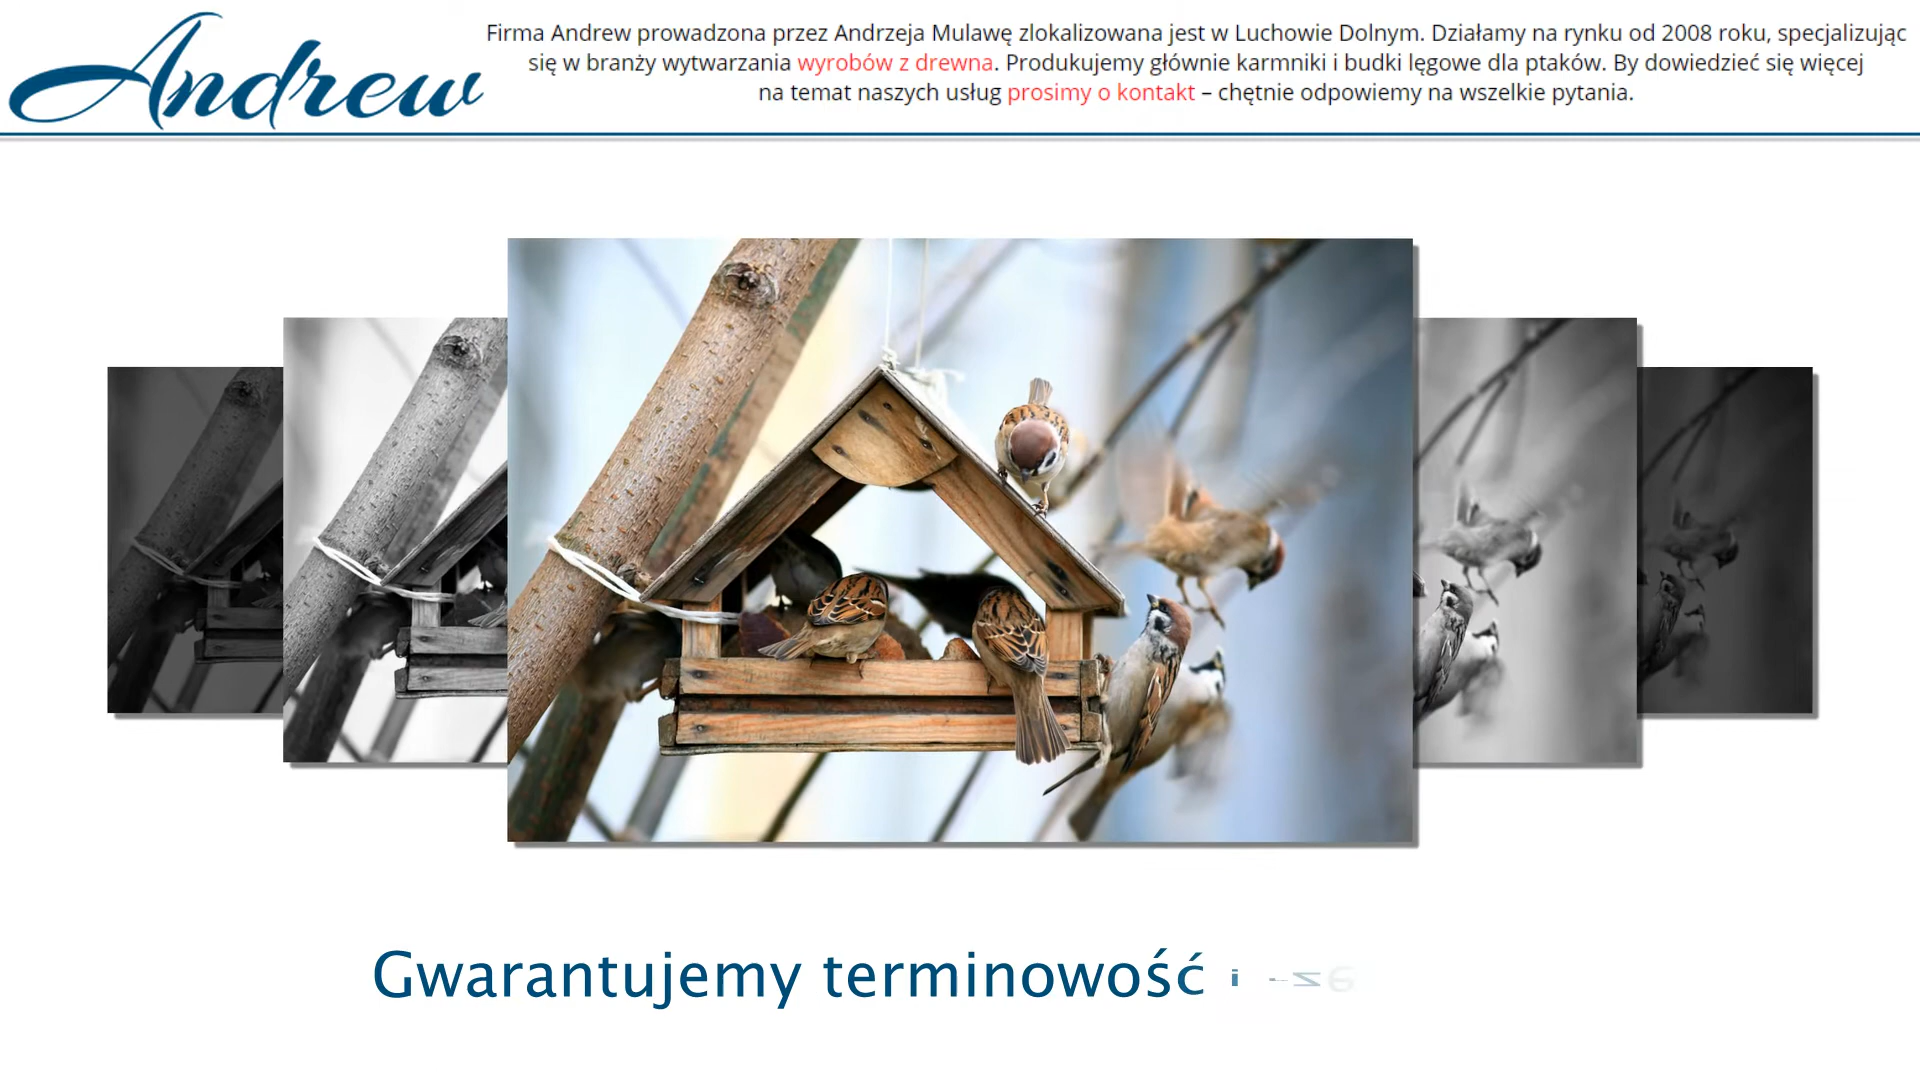 Andrew
Firma Andrew prowadzona przez Andrzeja Mulawę zlokalizowana jest w Luchowie Dolnym. Działamy na rynku od 2008 roku, specjalizując
się w branży wytwarzania wyrobów z drewna. Produkujemy głównie karmniki i budki lęgowe dla ptaków. By dowiedzieć się więcej
na temat naszych usług prosimy o kontakt – chętnie odpowiemy na wszelkie pytania.
Gwarantujemy terminowość i